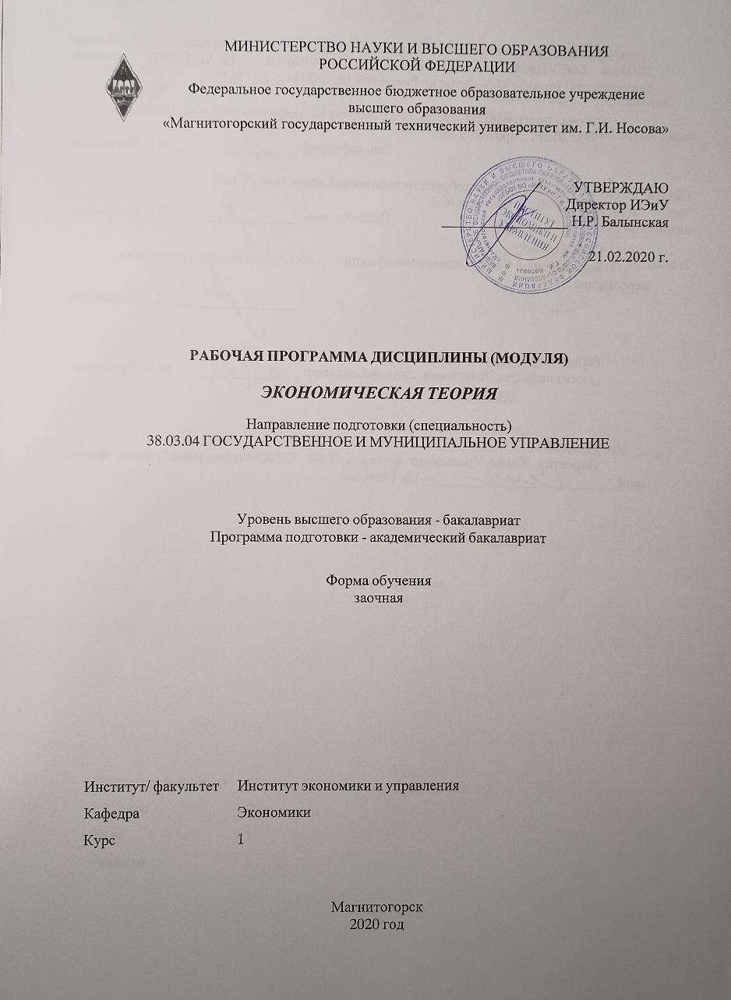 МИНИСТЕРСТВО НАУКИ И ВЫСШЕГО ОБРАЗОВАНИЯ
РОССИЙСКОЙ ФЕДЕРАЦИИ
Федеральное государственное бюджетное образовательное учреждение
высшего образования
«Магнитогорский государственный технический университет им. Г.И. Носова»
УТВЕРЖДАЮ
Директор ИЭиУ
Н.Р. Балынская
21.02.2020 г.
ИНСТИТУТ
ЭКОНОМИКИ И
УПРАВЛЕНИЯ
РАБОЧАЯ ПРОГРАММА ДИСЦИПЛИНЫ (МОДУЛЯ)
ЭКОНОМИЧЕСКАЯ ТЕОРИЯ
Направление подготовки (специальность)
38.03.04 ГОСУДАРСТВЕННОЕ И МУНИЦИПАЛЬНОЕ УПРАВЛЕНИЕ
Уровень высшего образования - бакалавриат
Программа подготовки - академический бакалавриат
Форма обучения
заочная
Институт/ факультет Институт экономики и управления
Кафедра Экономики
Курс 1
Магнитогорск
2020 год